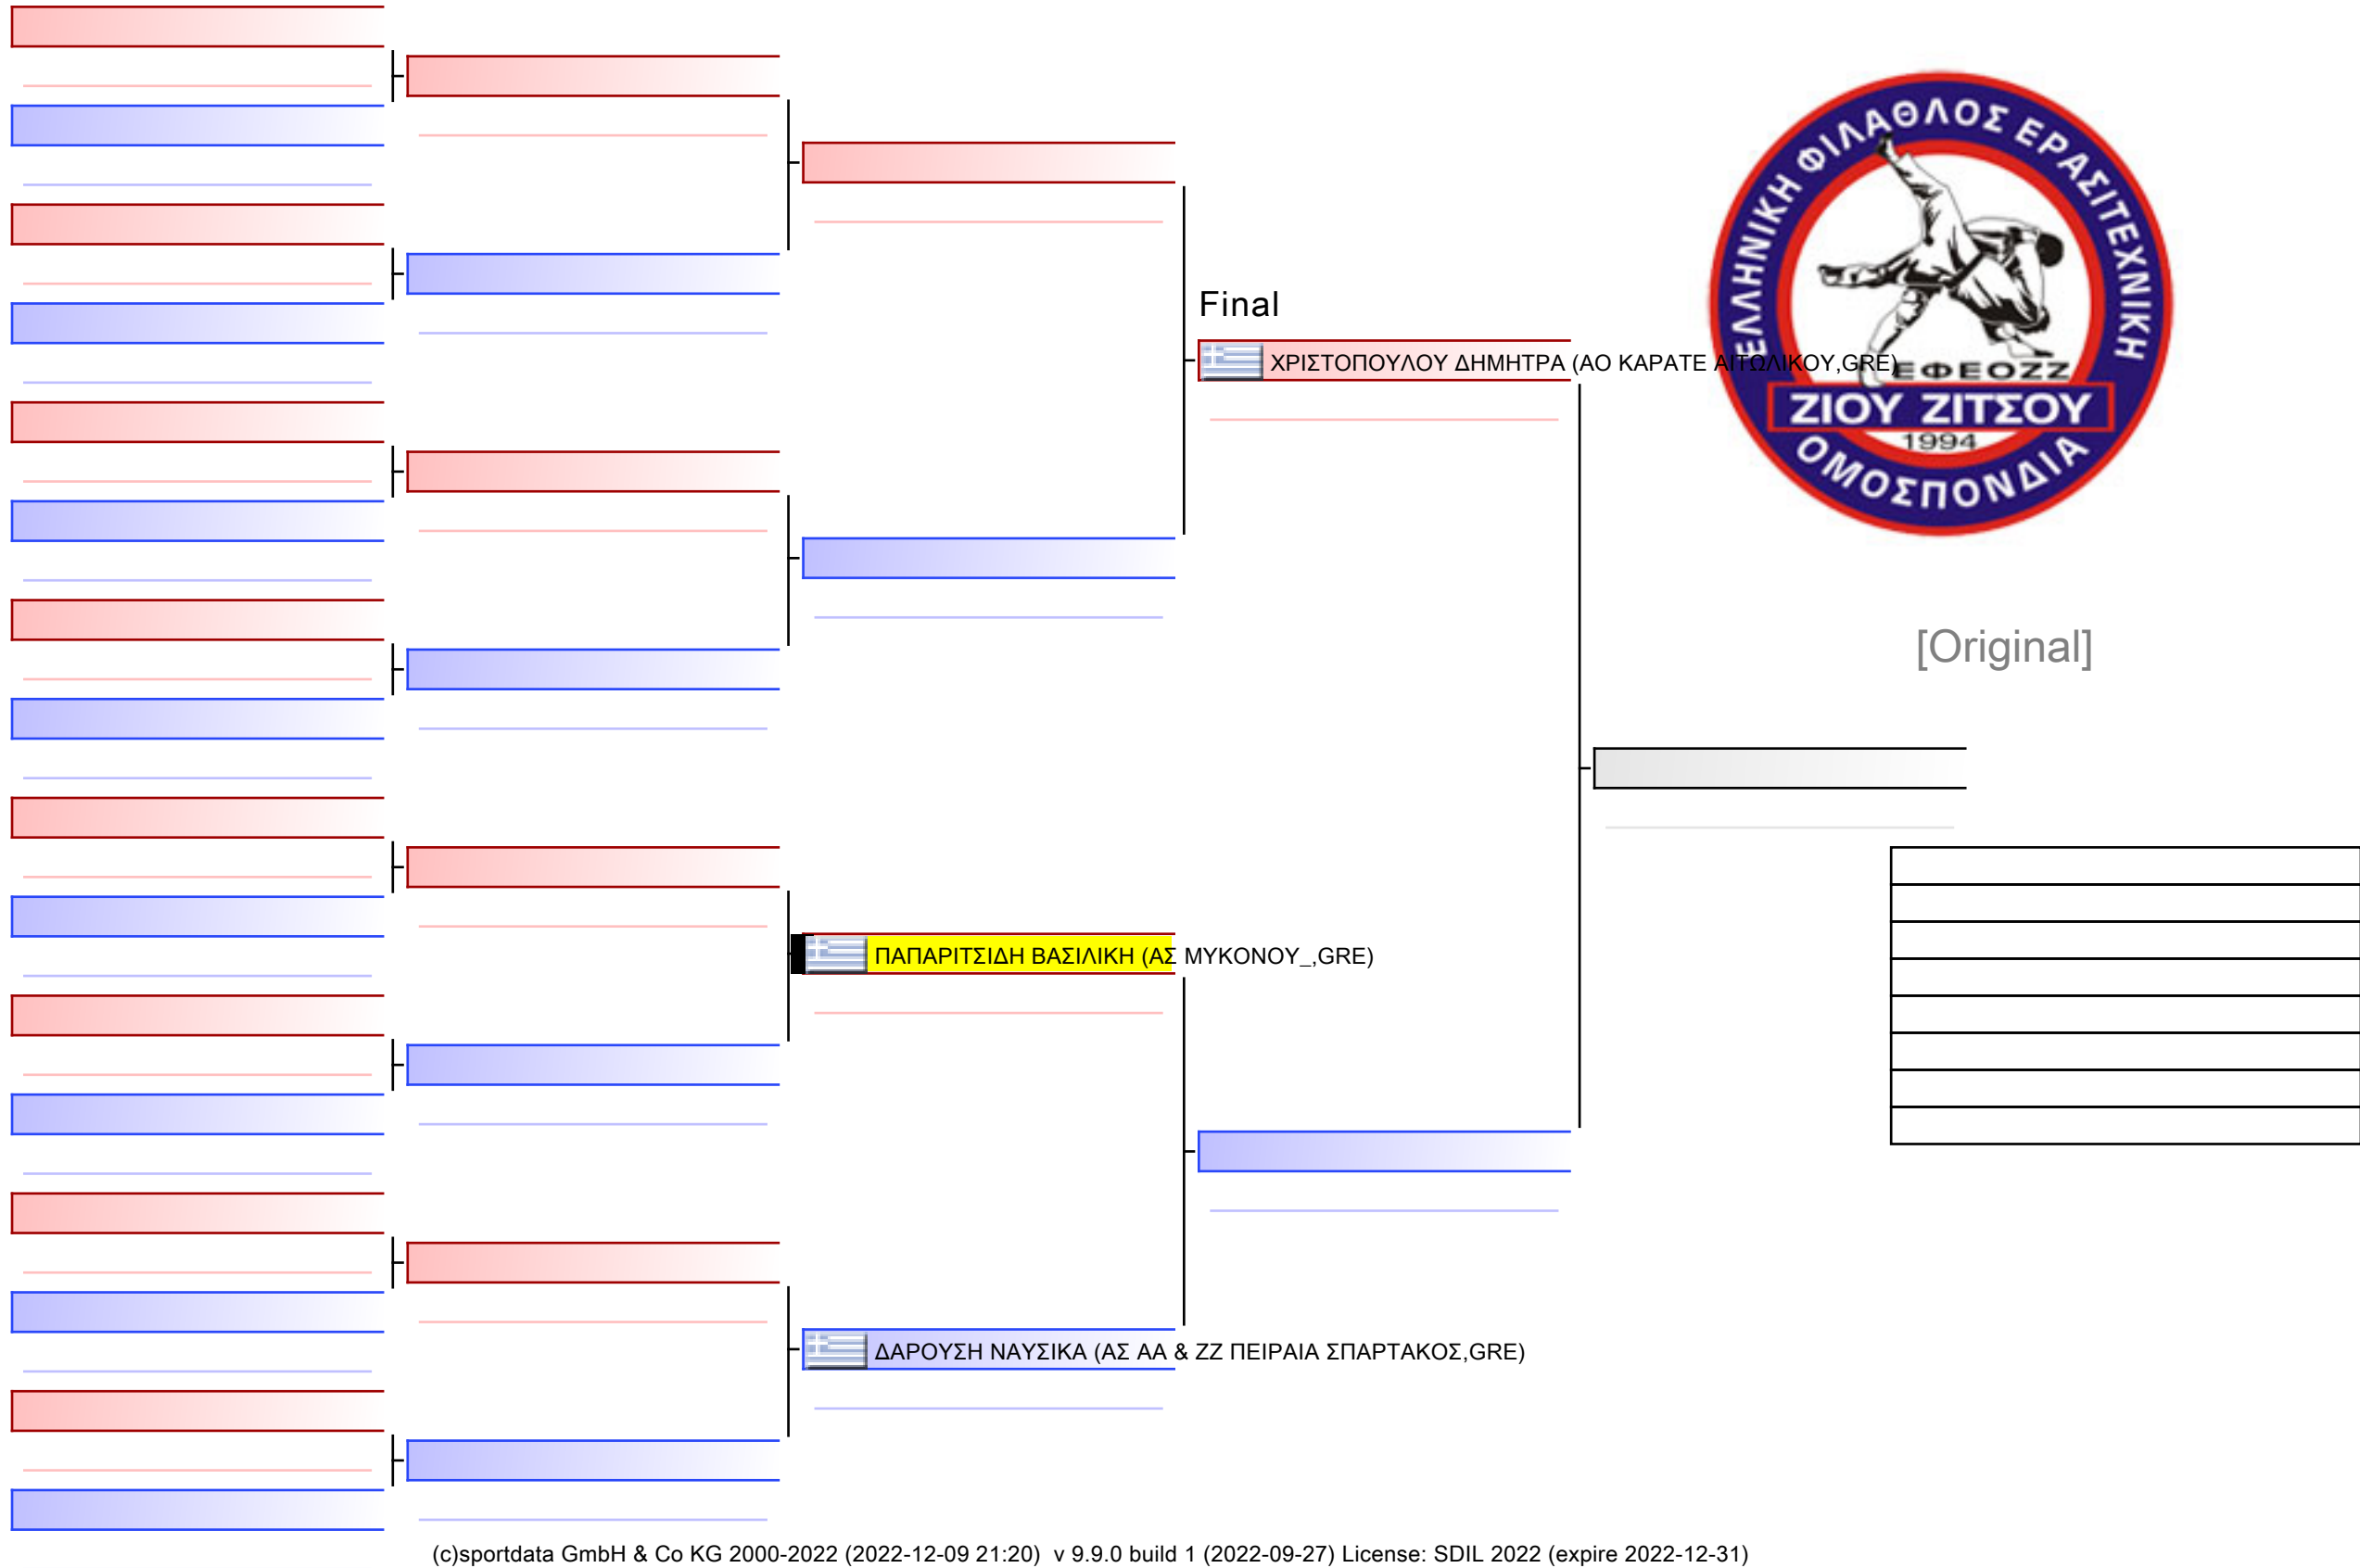 ΕΛΛΗΝΙΚΗ ΦΙΛΑΘΛΟΣ ΕΡΑΣΙΤΕΧΝΙΚΗ
Final
ΧΡΙΣΤΟΠΟΥΛΟΥ ΔΗΜΗΤΡΑ (ΑΟ ΚΑΡΑΤΕ ΑΙΤΩΛΙΚΟΥ,GRE)
ΕΦΕΟΖΖ
ΖΙΟΥ ΖΙΤΣΟΥ
1994
ΟΜΟΣΠΟΝΔΙΑ
[Original]
ΠΑΠΑΡΙΤΣΙΔΗ ΒΑΣΙΛΙΚΗ (ΑΣ ΜΥΚΟΝΟΥ_,GRE)
ΔΑΡΟΥΣΗ ΝΑΥΣΙΚΑ (ΑΣ ΑΑ & ΖΖ ΠΕΙΡΑΙΑ ΣΠΑΡΤΑΚΟΣ,GRE)
(c)sportdata GmbH & Co KG 2000-2022 (2022-12-09 21:20) v 9.9.0 build 1 (2022-09-27) License: SDIL 2022 (expire 2022-12-31)